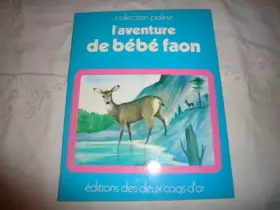 collection praline
l'aventure
de bébé faon
éditions des deux coqs d'or